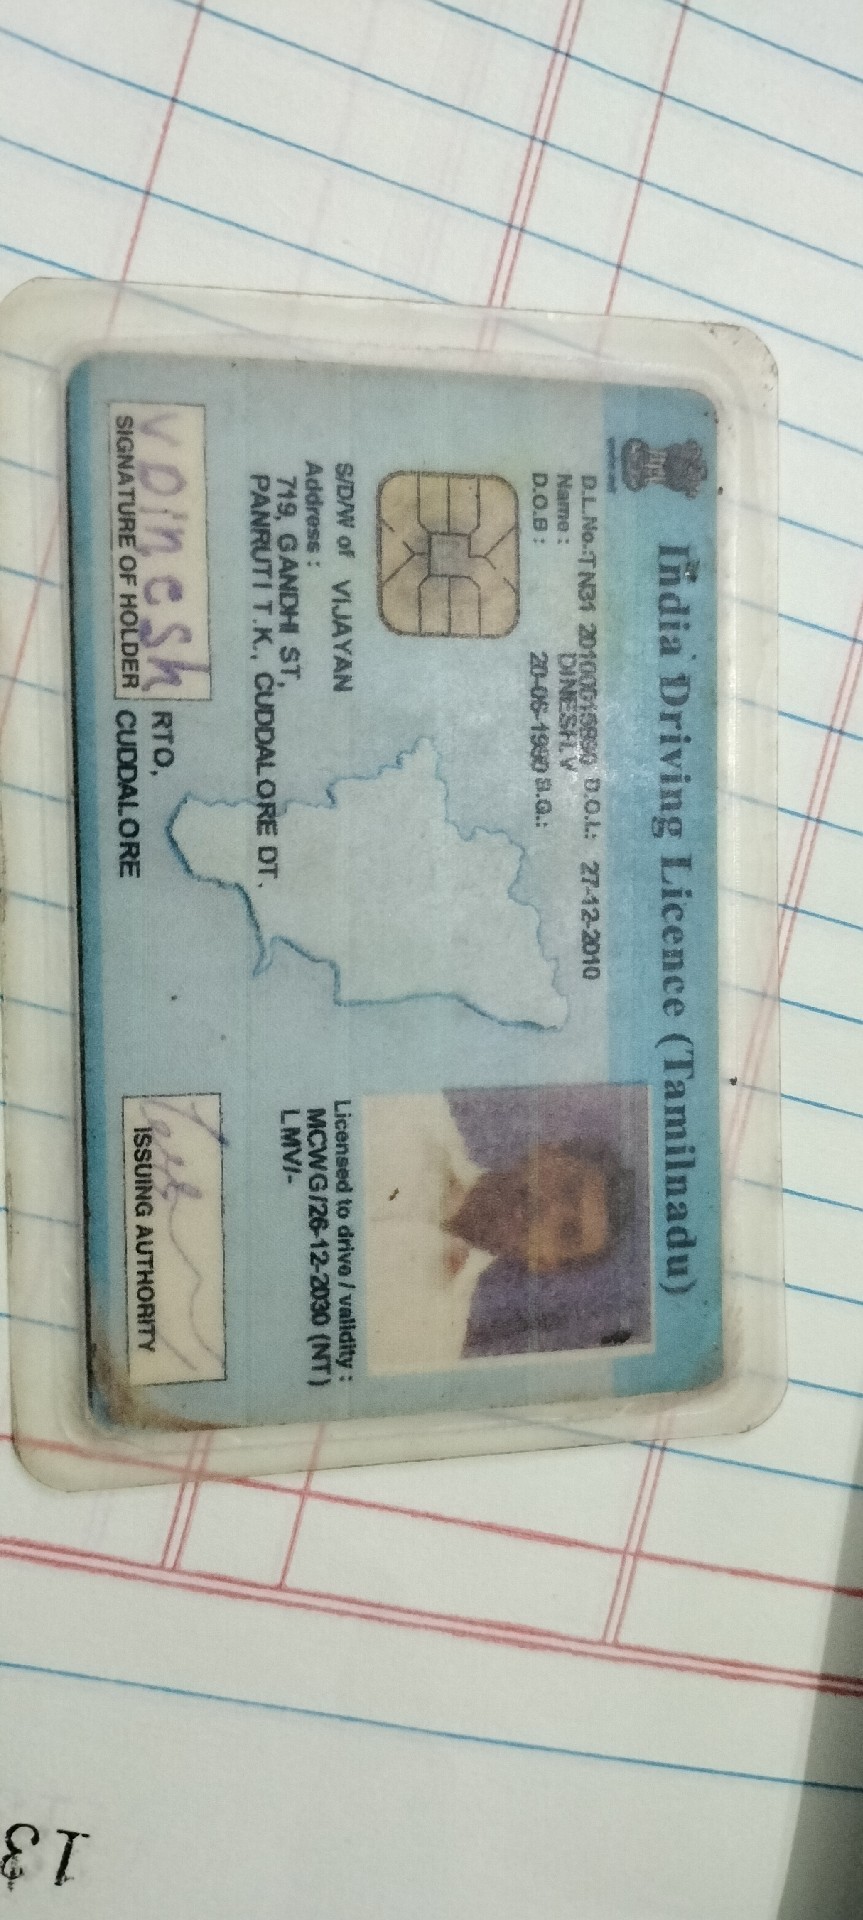 India Driving Licence (Tamilnadu)
D.L.No.:TN31 20100015890 D.O.I.: 27-12-2010
Name : DINESH.V
D.O.B : 20-06-1990 B.G.:
S/D/W of VIJAYAN
Address :
719, GANDHI ST,
PANRUTI T.K., CUDDALORE DT.
Licensed to drive / validity :
MCWG/26-12-2030 (NT)
LMV/-
V Dinesh
SIGNATURE OF HOLDER
RTO,
CUDDALORE
ISSUING AUTHORITY
13